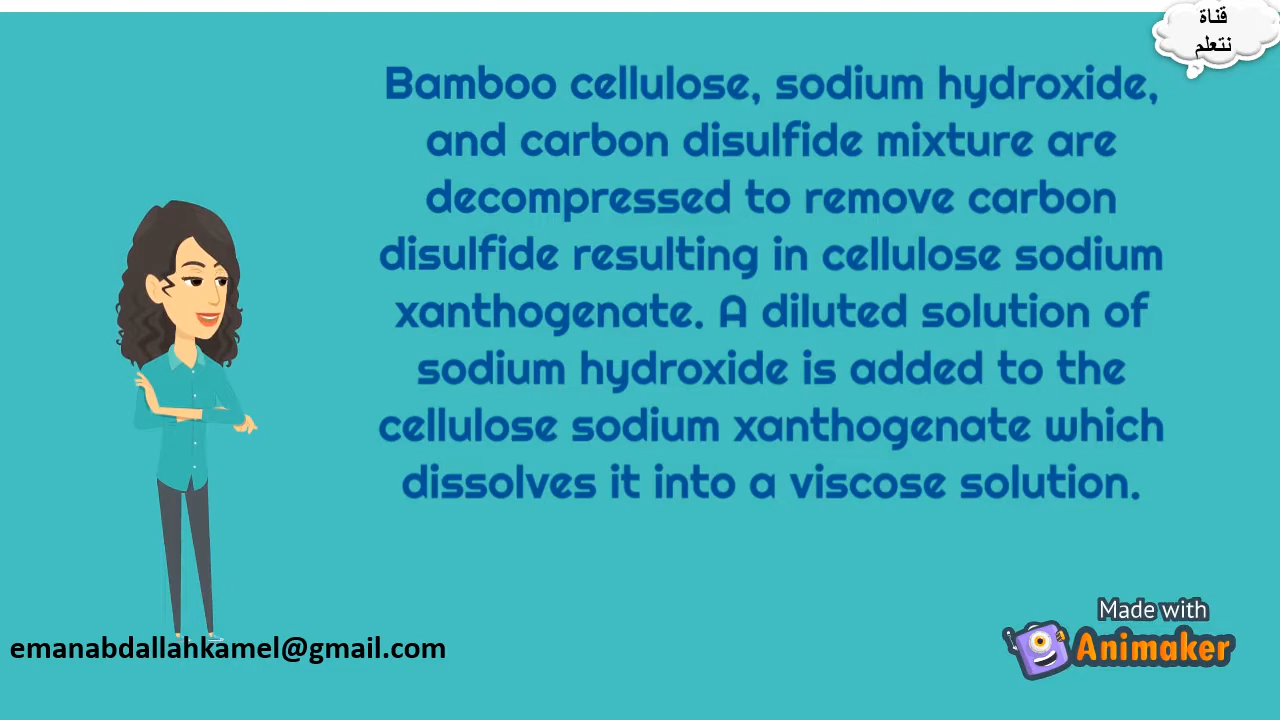 قناة
نتعلم
Bamboo cellulose, sodium hydroxide,
and carbon disulfide mixture are
decompressed to remove carbon
disulfide resulting in cellulose sodium
xanthogenate. A diluted solution of
sodium hydroxide is added to the
cellulose sodium xanthogenate which
dissolves it into a viscose solution.
Made with
Animaker
emanabdallahkamel@gmail.com